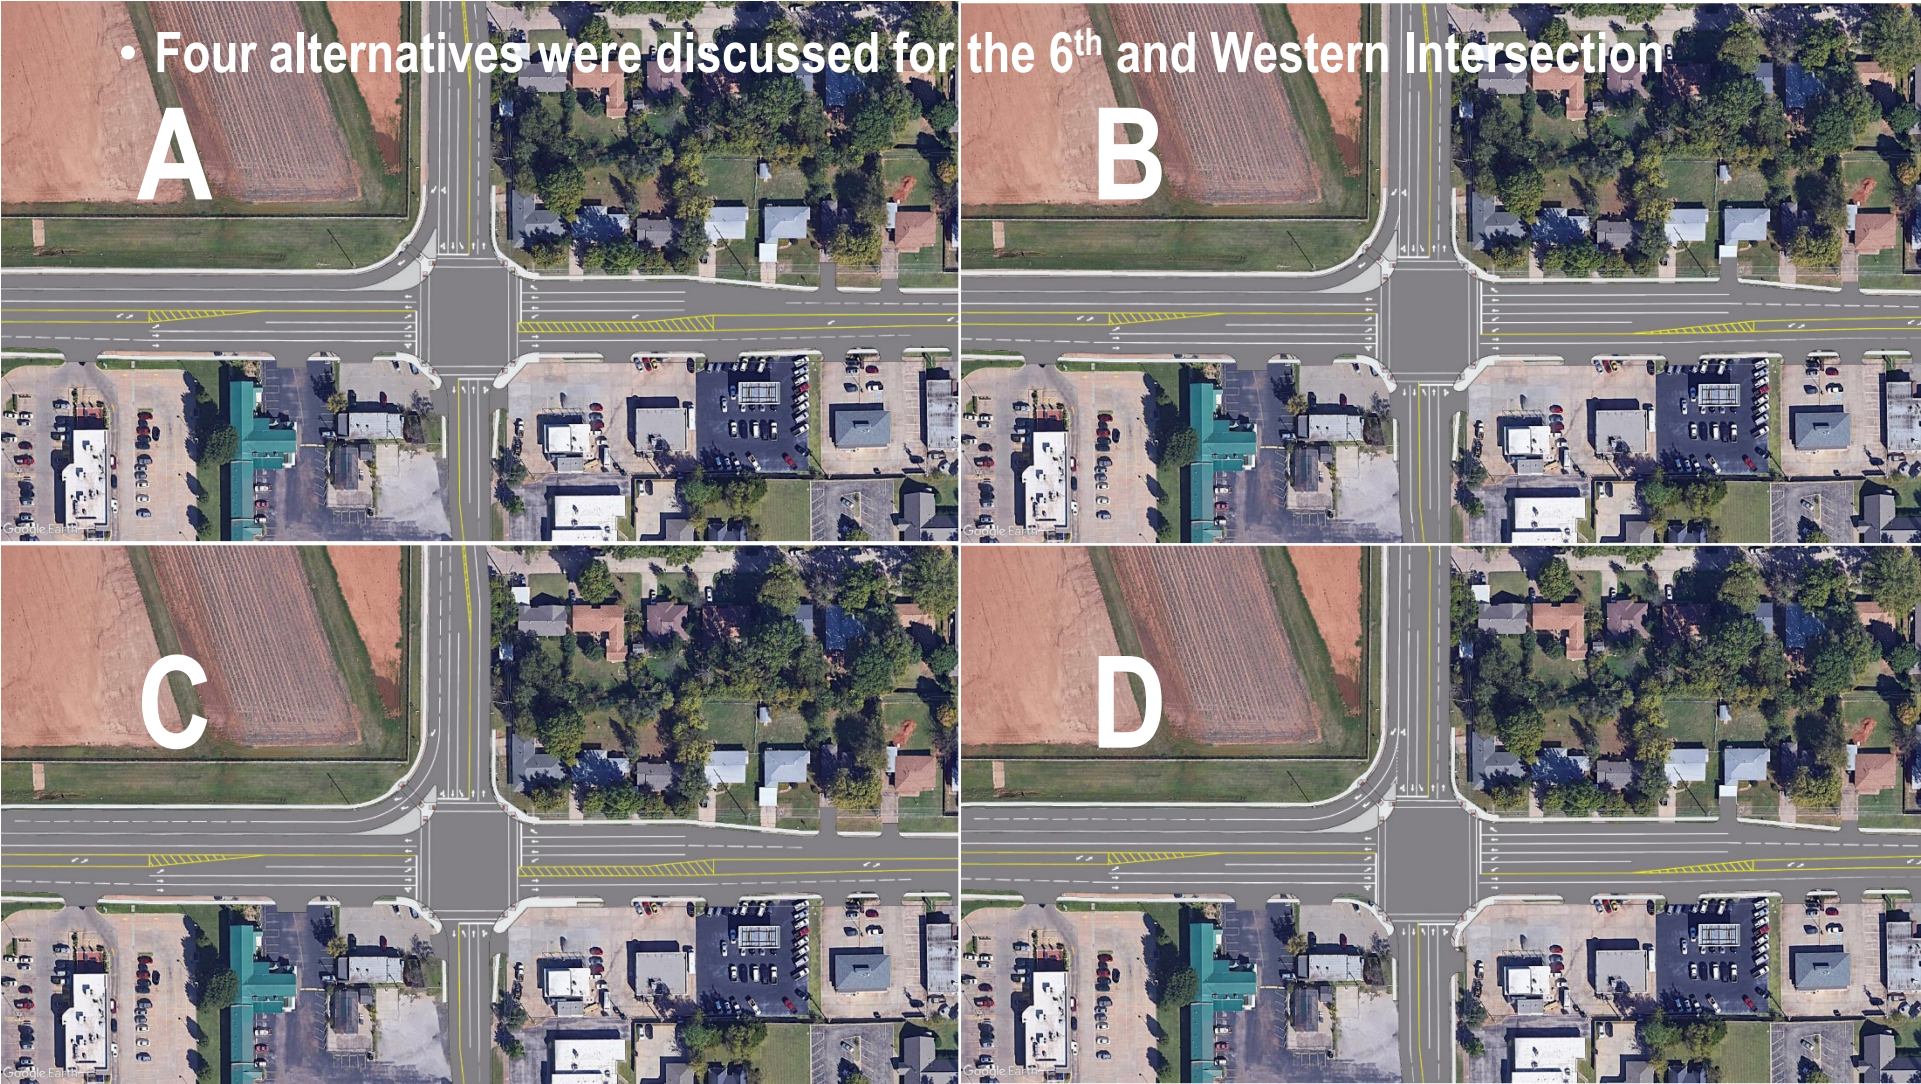 • Four alternatives were discussed for the 6th and Western Intersection
A
B
Google Earth
Google Earth
C
D
Google Earth
Google Earth